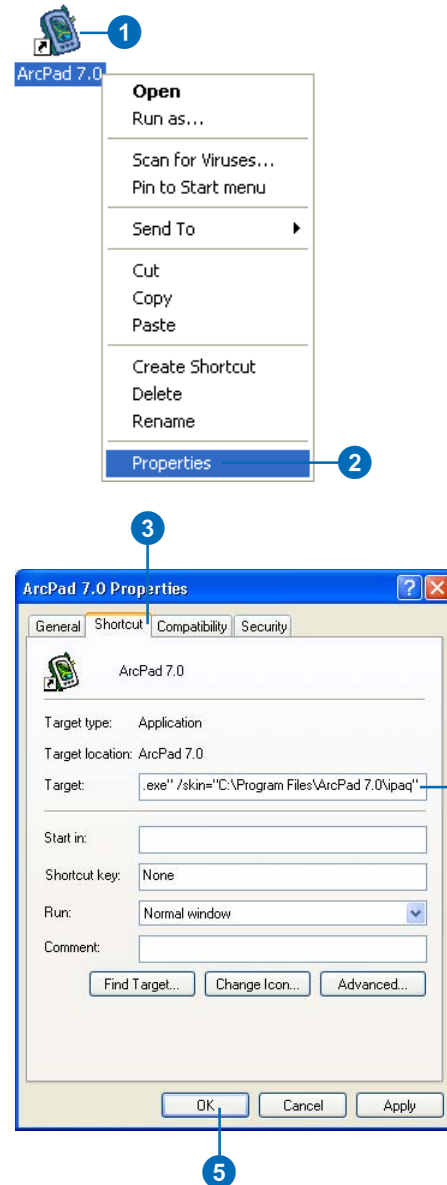 1
ArcPad 7.0
Open
Run as...
Scan for Viruses...
Pin to Start menu
Send To
Cut
Copy
Paste
Create Shortcut
Delete
Rename
Properties
2
3
ArcPad 7.0 Properties
General Shortcut Compatibility Security
ArcPad 7.0
Target type: Application
Target location: ArcPad 7.0
Target: .exe" /skin="C:\Program Files\ArcPad 7.0\ipaq"
Start in:
Shortcut key: None
Run: Normal window
Comment:
Find Target... Change Icon... Advanced...
OK Cancel Apply
5